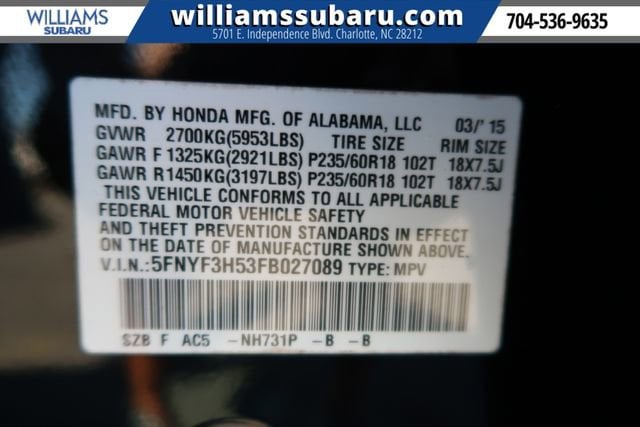 WILLIAMS
SUBARU
williamssubaru.com
5701 E. Independence Blvd. Charlotte, NC 28212
704-536-9635
MFD. BY HONDA MFG. OF ALABAMA, LLC 03/'15
GVWR 2700KG(5953LBS) TIRE SIZE RIM SIZE
GAWR F 1325KG(2921LBS) P235/60R18 102T 18X7.5J
GAWR R 1450KG(3197LBS) P235/60R18 102T 18X7.5J
THIS VEHICLE CONFORMS TO ALL APPLICABLE
FEDERAL MOTOR VEHICLE SAFETY
AND THEFT PREVENTION STANDARDS IN EFFECT
ON THE DATE OF MANUFACTURE SHOWN ABOVE.
V.I.N.:5FNYF3H53FB027089 TYPE: MPV
SZB F AC5 -NH731P -B -B